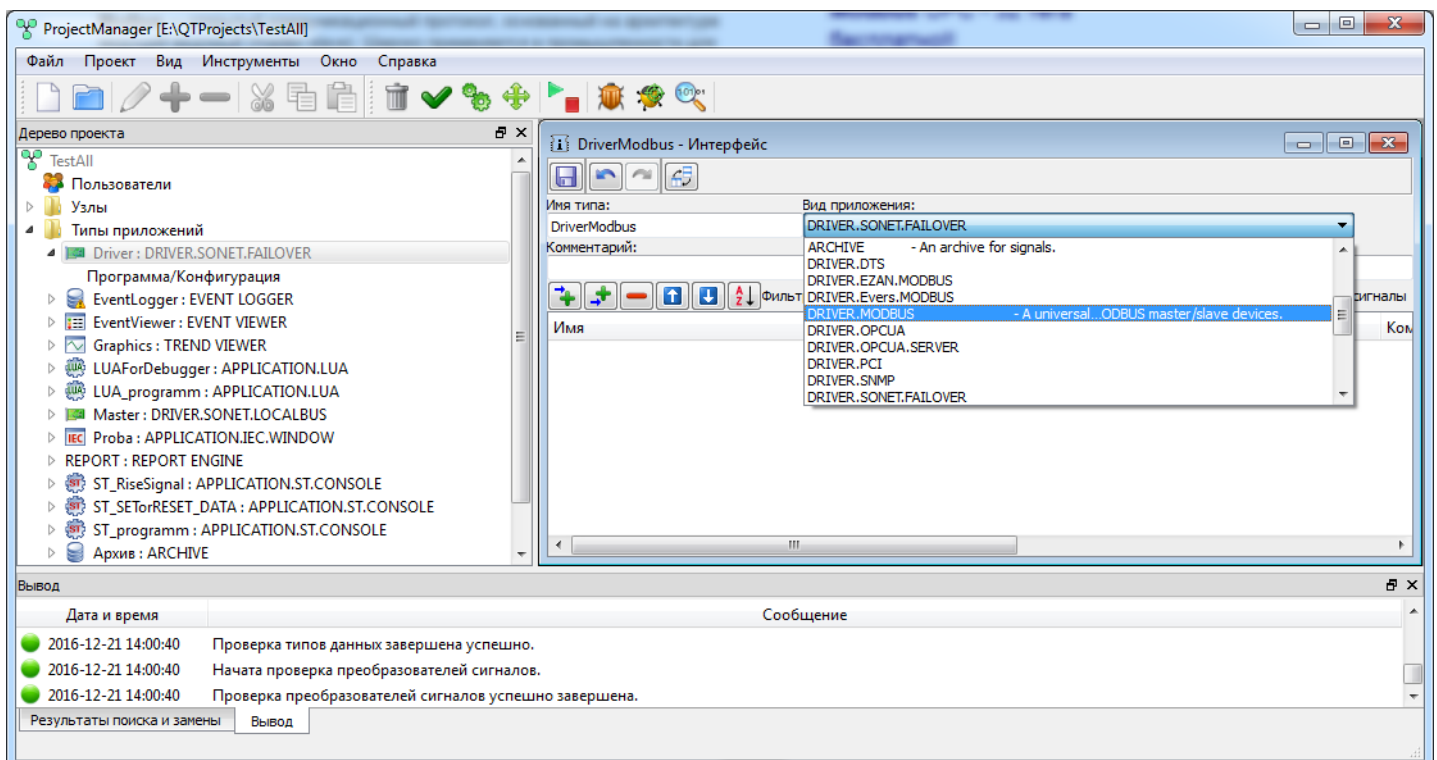 ProjectManager [E:\QTProjects\TestAll]
Файл Проект Вид Инструменты Окно Справка
Дерево проекта
TestAll
Пользователи
Узлы
Типы приложений
Driver : DRIVER.SONET.FAILOVER
Программа/Конфигурация
EventLogger : EVENT LOGGER
EventViewer : EVENT VIEWER
Graphics : TREND VIEWER
LUAForDebugger : APPLICATION.LUA
LUA_programm : APPLICATION.LUA
Master : DRIVER.SONET.LOCALBUS
Proba : APPLICATION.IEC.WINDOW
REPORT : REPORT ENGINE
ST_RiseSignal : APPLICATION.ST.CONSOLE
ST_SETorRESET_DATA : APPLICATION.ST.CONSOLE
ST_programm : APPLICATION.ST.CONSOLE
Архив : ARCHIVE
DriverModbus - Интерфейс
Имя типа: Вид приложения:
DriverModbus DRIVER.SONET.FAILOVER
Комментарий:
ARCHIVE - An archive for signals.
DRIVER.DTS
DRIVER.EZAN.MODBUS
DRIVER.Evers.MODBUS
DRIVER.MODBUS - A universal...ODBUS master/slave devices.
DRIVER.OPCUA
DRIVER.OPCUA.SERVER
DRIVER.PCI
DRIVER.SNMP
DRIVER.SONET.FAILOVER
Фильт сигналы
Имя Ком
Вывод
Дата и время Сообщение
2016-12-21 14:00:40 Проверка типов данных завершена успешно.
2016-12-21 14:00:40 Начата проверка преобразователей сигналов.
2016-12-21 14:00:40 Проверка преобразователей сигналов успешно завершена.
Результаты поиска и замены Вывод